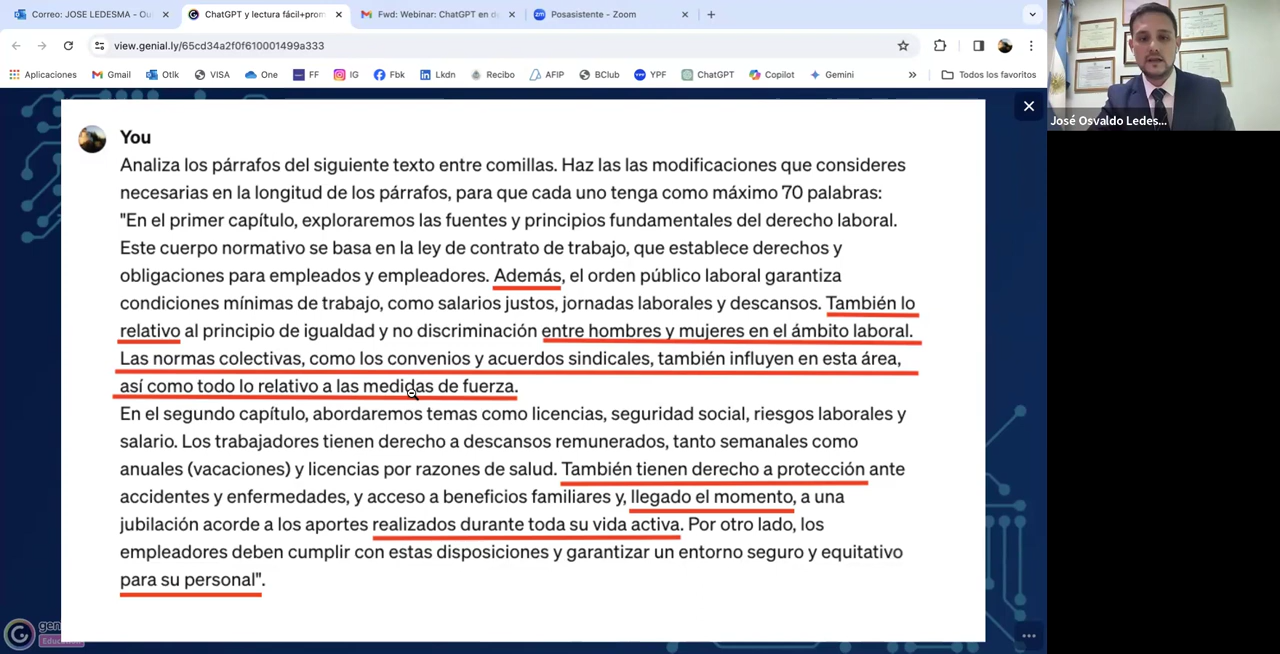 Correo: JOSE LEDESMA - Ou
ChatGPT y lectura fácil+prom
Fwd: Webinar: ChatGPT en d
Posasistente - Zoom
view.genial.ly/65cd34a2f0f610001499a333
Aplicaciones
Gmail
Otlk
VISA
One
FF
IG
Fbk
Lkdn
Recibo
AFIP
BClub
YPF
ChatGPT
Copilot
Gemini
Todos los favoritos
José Osvaldo Ledes...
You
Analiza los párrafos del siguiente texto entre comillas. Haz las las modificaciones que consideres
necesarias en la longitud de los párrafos, para que cada uno tenga como máximo 70 palabras:
"En el primer capítulo, exploraremos las fuentes y principios fundamentales del derecho laboral.
Este cuerpo normativo se basa en la ley de contrato de trabajo, que establece derechos y
obligaciones para empleados y empleadores. Además, el orden público laboral garantiza
condiciones mínimas de trabajo, como salarios justos, jornadas laborales y descansos. También lo
relativo al principio de igualdad y no discriminación entre hombres y mujeres en el ámbito laboral.
Las normas colectivas, como los convenios y acuerdos sindicales, también influyen en esta área,
así como todo lo relativo a las medidas de fuerza.
En el segundo capítulo, abordaremos temas como licencias, seguridad social, riesgos laborales y
salario. Los trabajadores tienen derecho a descansos remunerados, tanto semanales como
anuales (vacaciones) y licencias por razones de salud. También tienen derecho a protección ante
accidentes y enfermedades, y acceso a beneficios familiares y, llegado el momento, a una
jubilación acorde a los aportes realizados durante toda su vida activa. Por otro lado, los
empleadores deben cumplir con estas disposiciones y garantizar un entorno seguro y equitativo
para su personal".